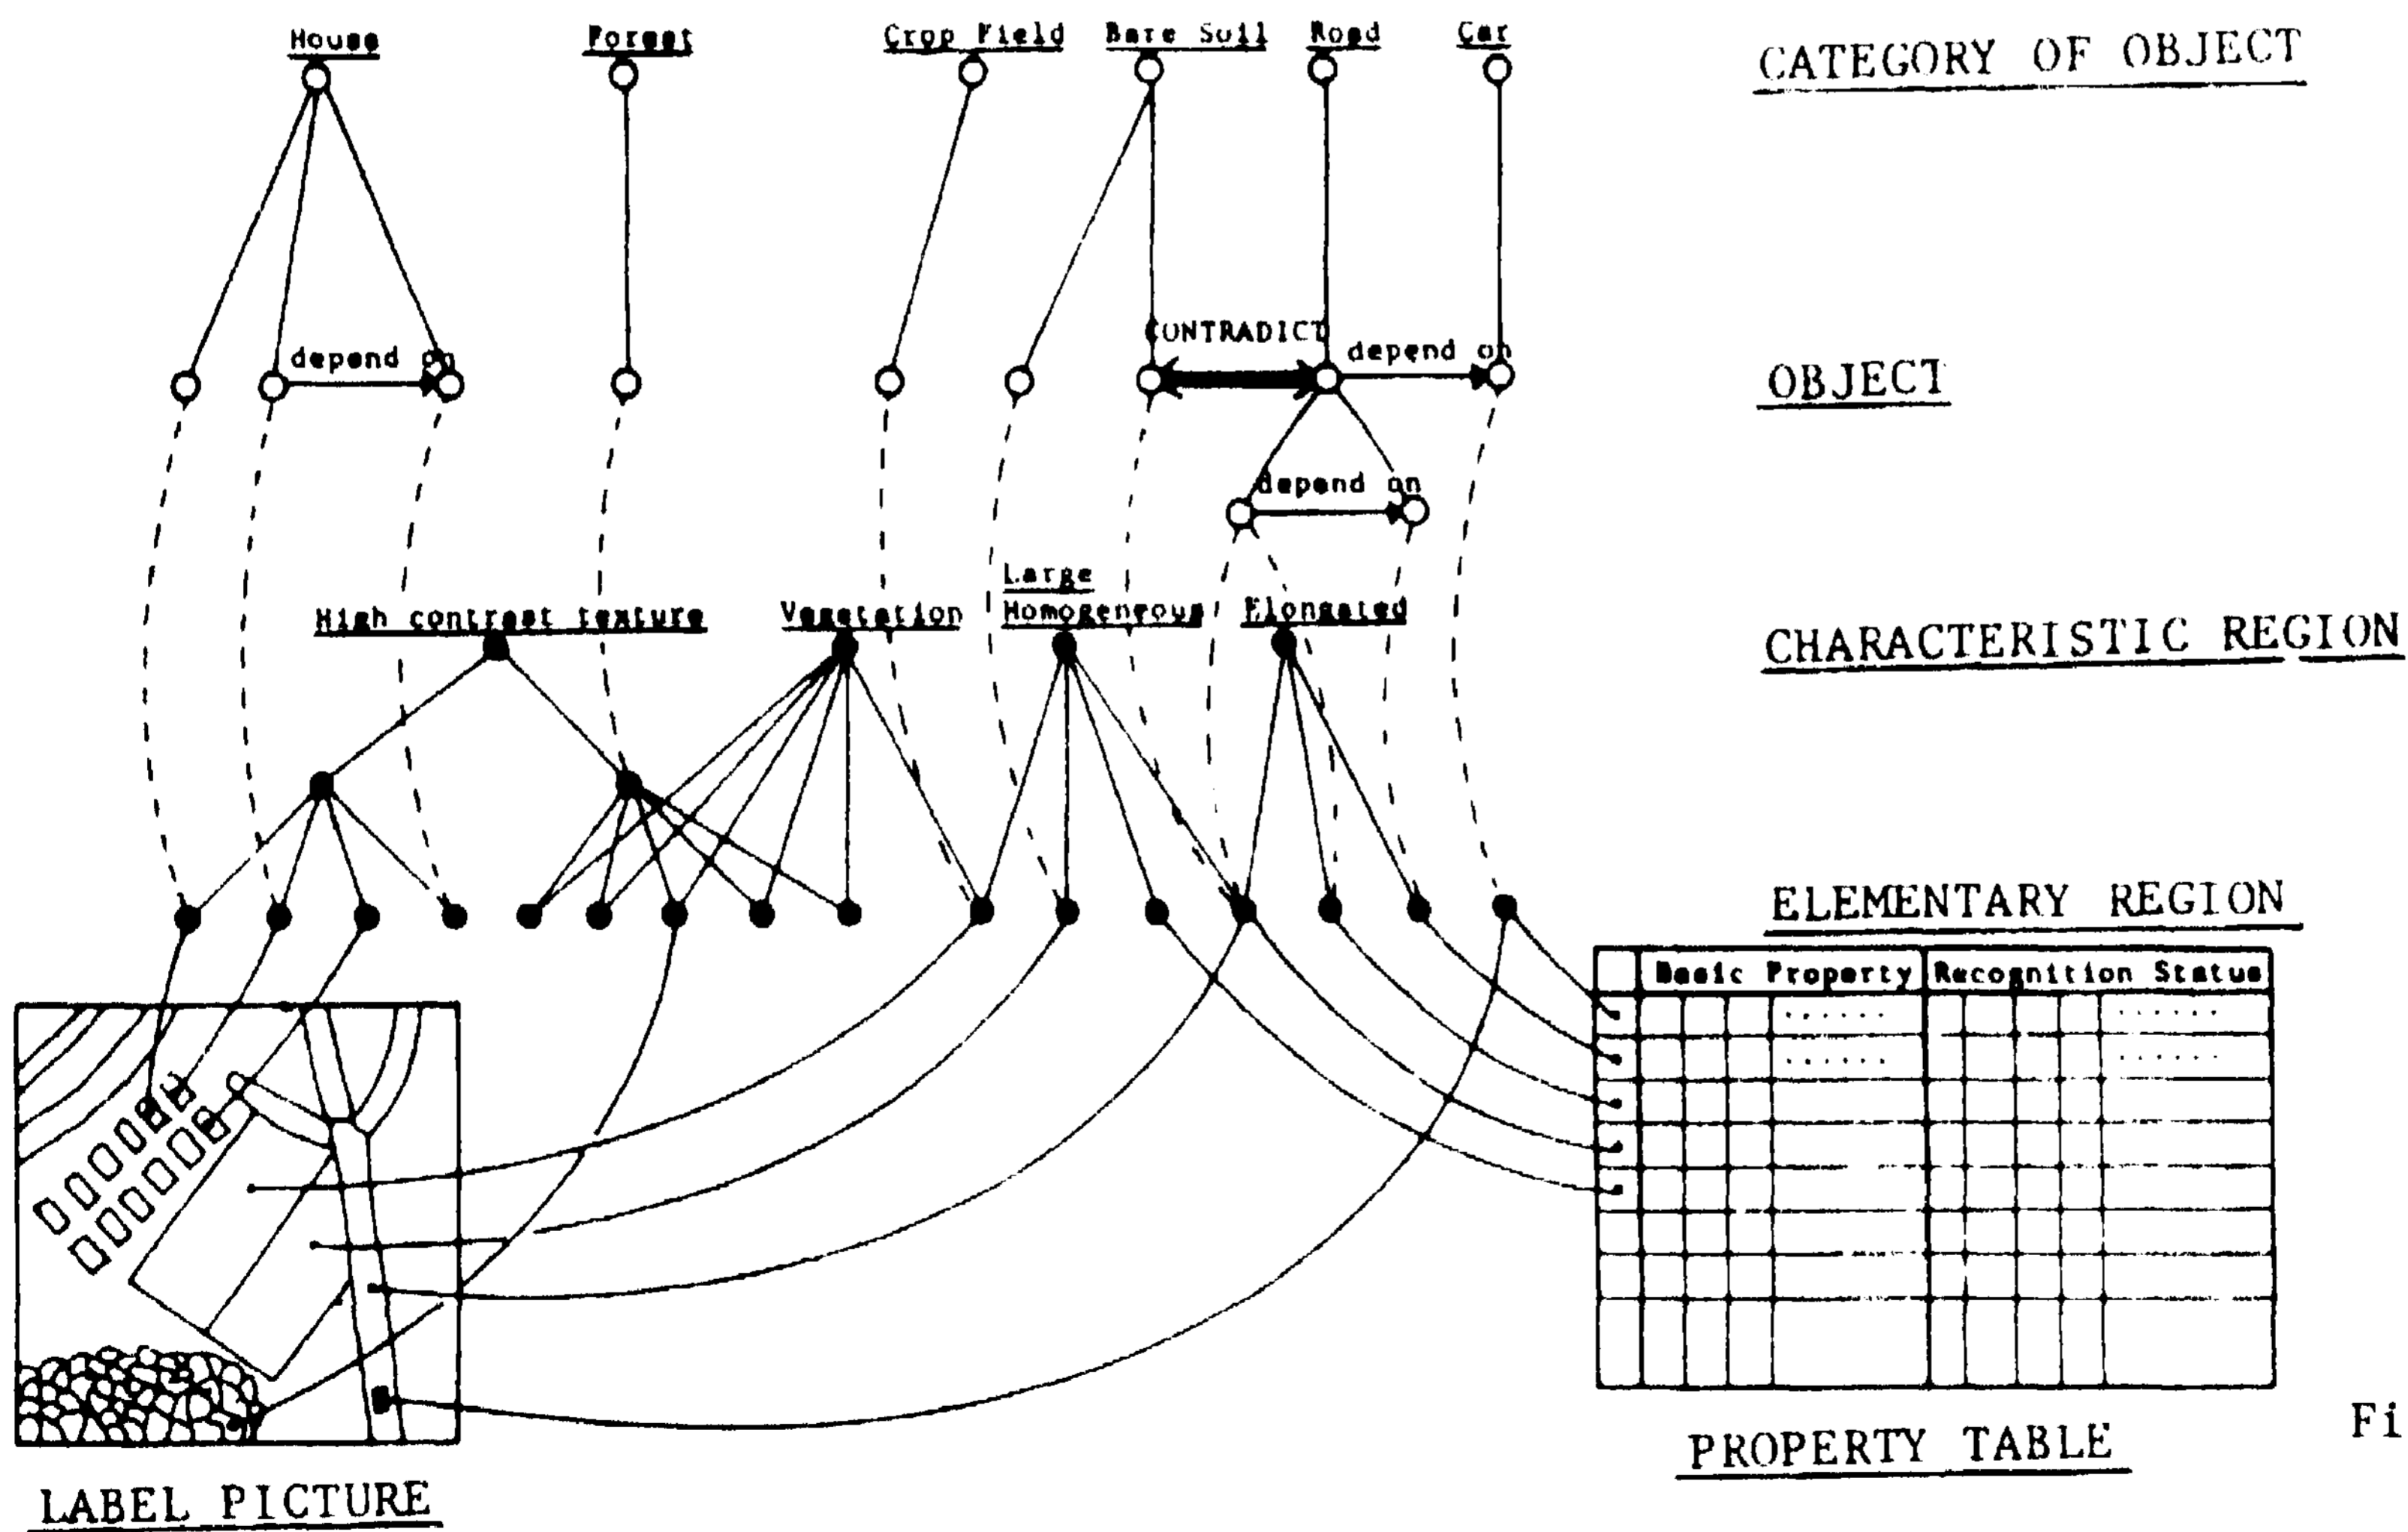 House Forest Crop Field Bare Soil Road Car
CATEGORY OF OBJECT
CONTRADICT
depend on
depend on
OBJECT
depend on
Large
High contrast texture Vegetation Homogeneous Elongated
CHARACTERISTIC REGION
ELEMENTARY REGION
Basic Property Recognition Status
......
......
......
......
Fi
PROPERTY TABLE
LABEL PICTURE